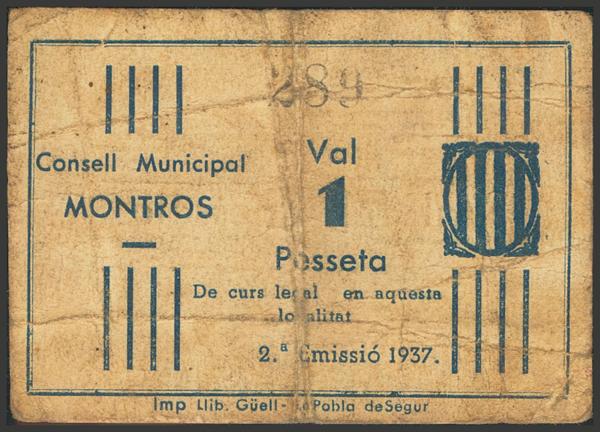 289
Consell Municipal
MONTROS
Val
1
Pesseta
De curs legal en aquesta
localitat
2.ª Emissió 1937.
Imp Llib. Güell - La Pobla de Segur